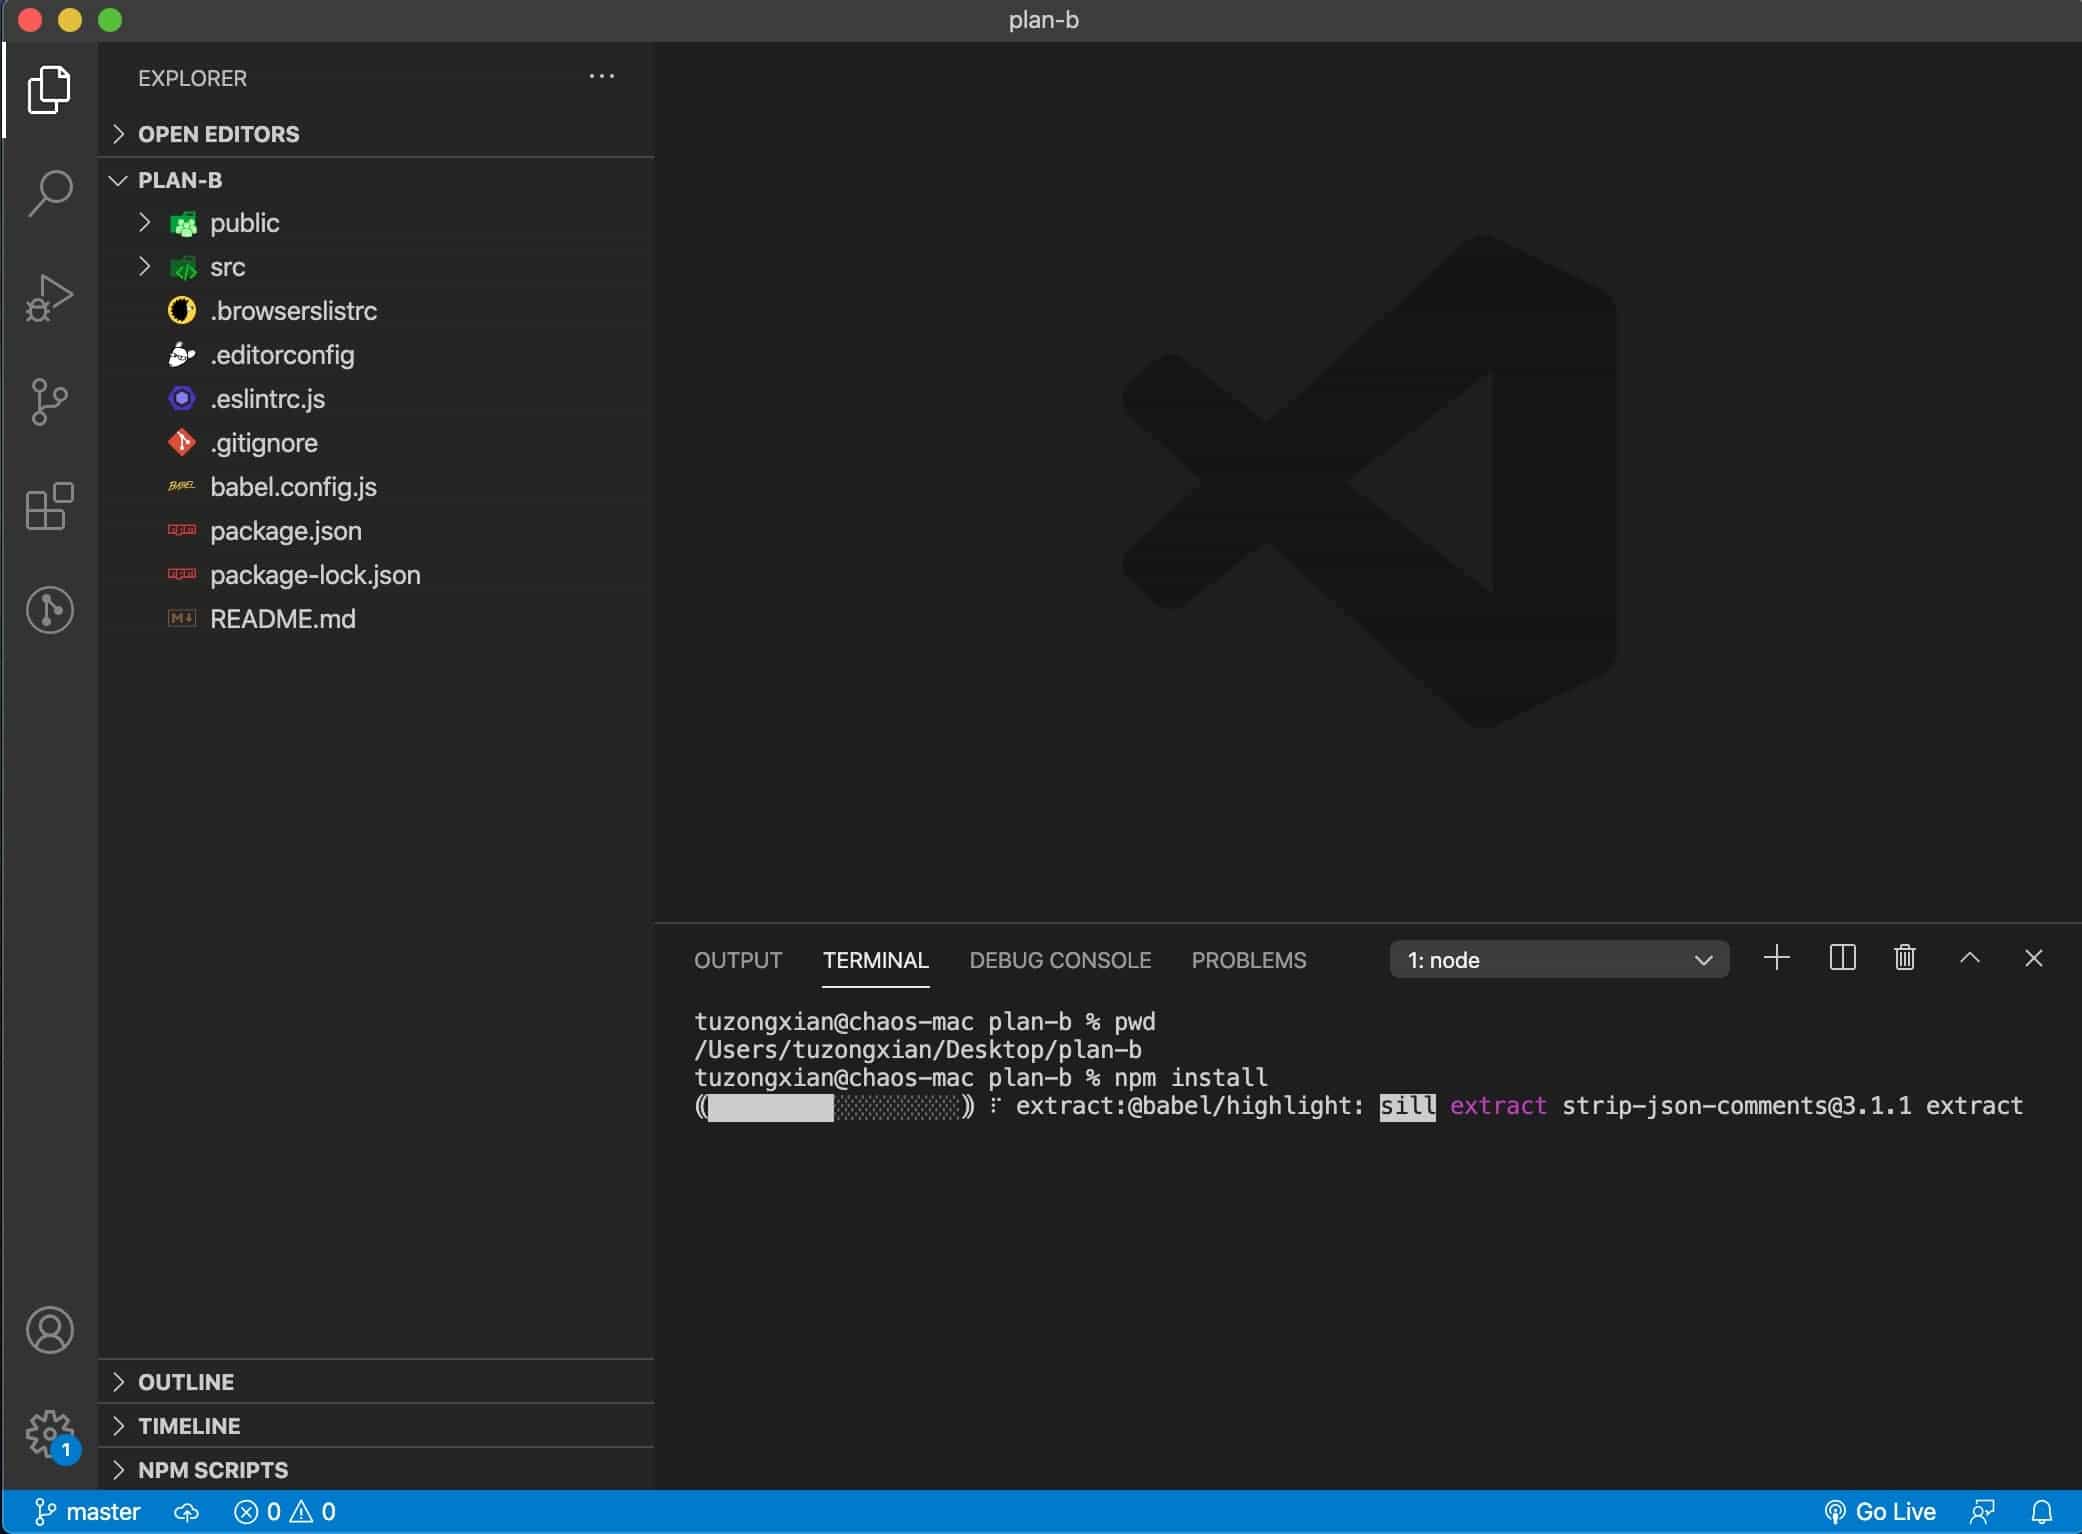 plan-b
EXPLORER
OPEN EDITORS
PLAN-B
public
src
.browserslistrc
.editorconfig
.eslintrc.js
.gitignore
BABEL babel.config.js
package.json
package-lock.json
M↓ README.md
OUTPUT TERMINAL DEBUG CONSOLE PROBLEMS 1: node
tuzongxian@chaos-mac plan-b % pwd
/Users/tuzongxian/Desktop/plan-b
tuzongxian@chaos-mac plan-b % npm install
extract:@babel/highlight: sill extract strip-json-comments@3.1.1 extract
OUTLINE
TIMELINE
1
NPM SCRIPTS
master 0 0 Go Live